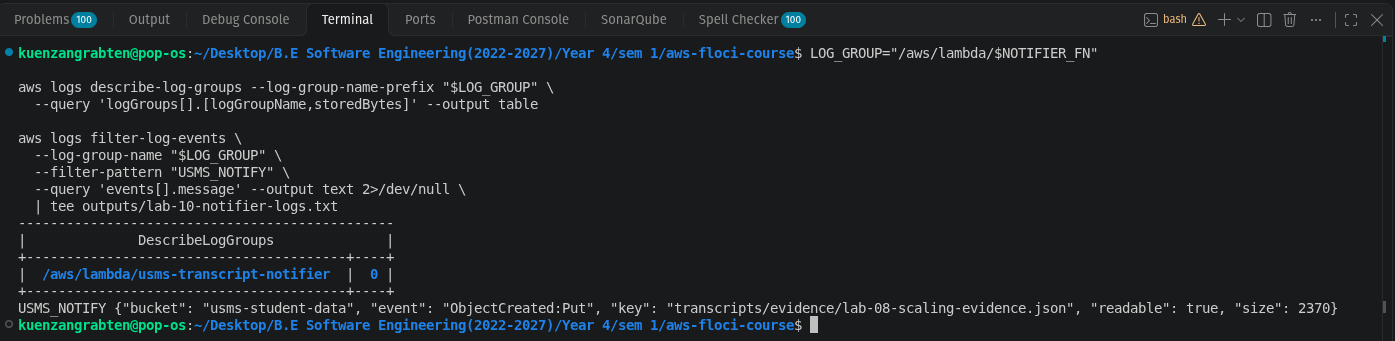 Problems 100 Output Debug Console Terminal Ports Postman Console SonarQube Spell Checker 100 bash
kuenzangrabten@pop-os:~/Desktop/B.E Software Engineering(2022-2027)/Year 4/sem 1/aws-floci-course$ LOG_GROUP="/aws/lambda/$NOTIFIER_FN"
aws logs describe-log-groups --log-group-name-prefix "$LOG_GROUP" \
--query 'logGroups[].[logGroupName,storedBytes]' --output table
aws logs filter-log-events \
--log-group-name "$LOG_GROUP" \
--filter-pattern "USMS_NOTIFY" \
--query 'events[].message' --output text 2>/dev/null \
| tee outputs/lab-10-notifier-logs.txt
----------------------------------------------
|              DescribeLogGroups             |
+---------------------------------------+----+
|  /aws/lambda/usms-transcript-notifier  |  0 |
+---------------------------------------+----+
USMS_NOTIFY {"bucket": "usms-student-data", "event": "ObjectCreated:Put", "key": "transcripts/evidence/lab-08-scaling-evidence.json", "readable": true, "size": 2370}
kuenzangrabten@pop-os:~/Desktop/B.E Software Engineering(2022-2027)/Year 4/sem 1/aws-floci-course$